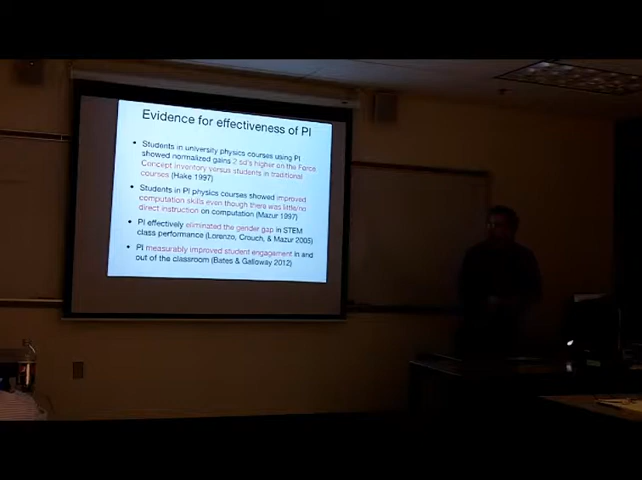 Evidence for effectiveness of PI
• Students in university physics courses using PI
showed normalized gains 2 sd's higher on the Force
Concept Inventory versus students in traditional
courses (Hake 1997)
• Students in PI physics courses showed improved
computation skills even though there was little/no
direct instruction on computation (Mazur 1997)
• PI effectively eliminated the gender gap in STEM
class performance (Lorenzo, Crouch, & Mazur 2005)
• PI measurably improved student engagement in and
out of the classroom (Bates & Galloway 2012)